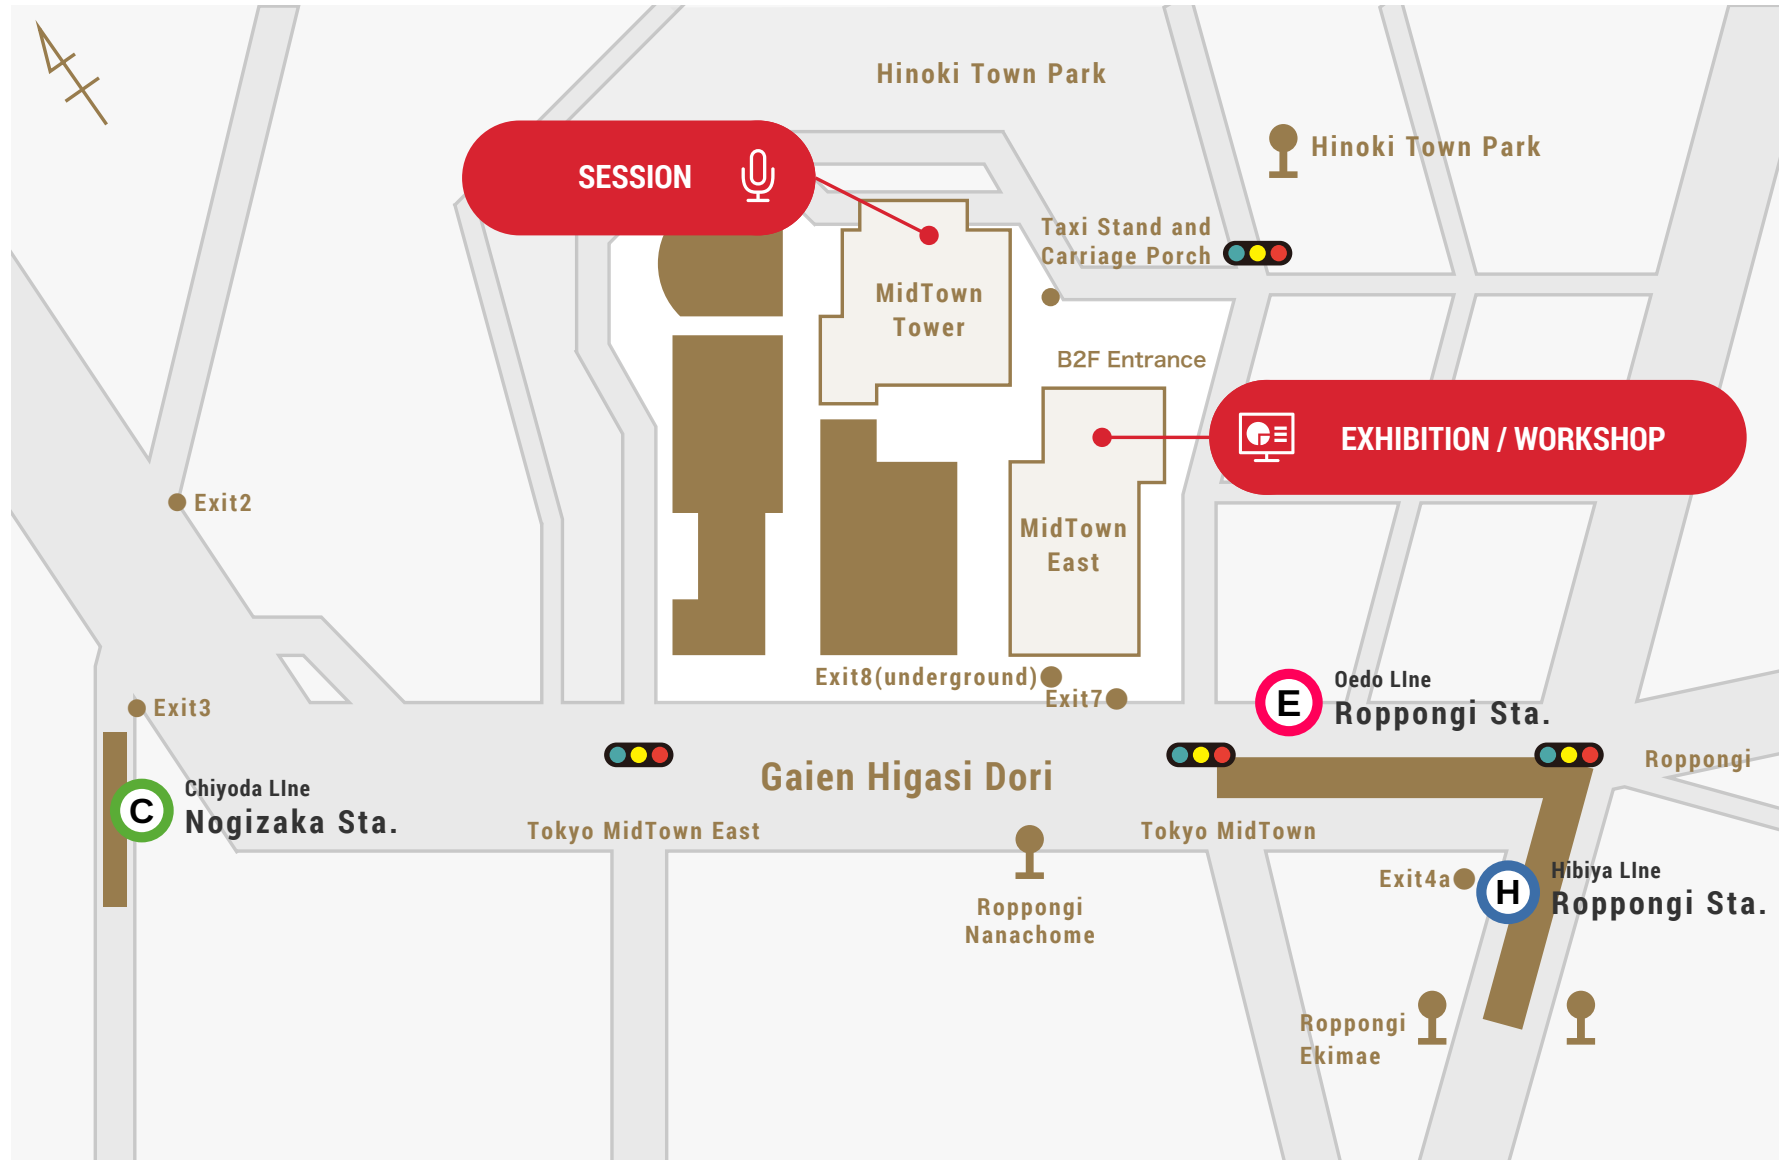 Hinoki Town Park
Hinoki Town Park
SESSION
Taxi Stand and
Carriage Porch
MidTown
Tower
B2F Entrance
EXHIBITION / WORKSHOP
Exit2
MidTown
East
Exit8(underground)
Exit7
Oedo LIne
E
Roppongi Sta.
Exit3
Roppongi
Gaien Higasi Dori
Chiyoda LIne
C
Nogizaka Sta.
Tokyo MidTown East
Tokyo MidTown
Exit4a
Hibiya LIne
H
Roppongi Sta.
Roppongi
Nanachome
Roppongi
Ekimae